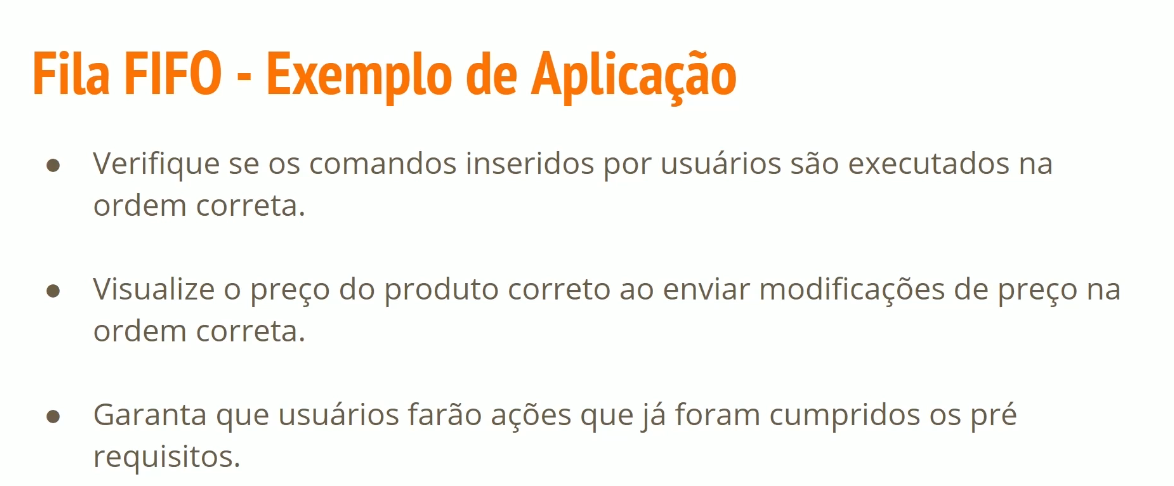 Fila FIFO - Exemplo de Aplicação
● Verifique se os comandos inseridos por usuários são executados na
ordem correta.
● Visualize o preço do produto correto ao enviar modificações de preço na
ordem correta.
● Garanta que usuários farão ações que já foram cumpridos os pré
requisitos.